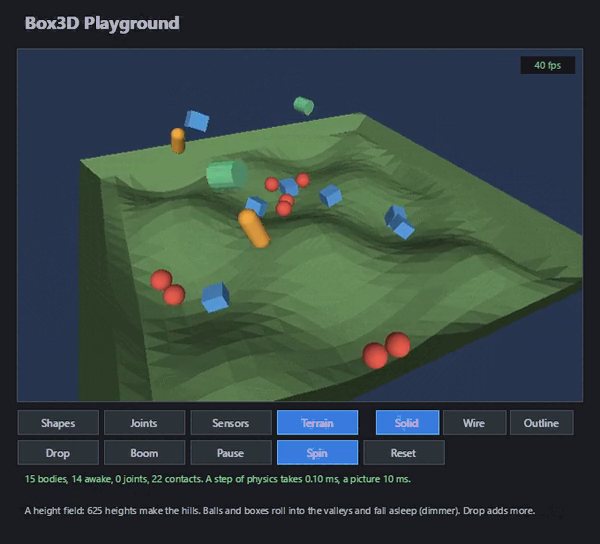 Box3D Playground
40 fps
Shapes Joints Sensors Terrain Solid Wire Outline
Drop Boom Pause Spin Reset
15 bodies, 14 awake, 0 joints, 22 contacts. A step of physics takes 0.10 ms, a picture 10 ms.
A height field: 625 heights make the hills. Balls and boxes roll into the valleys and fall asleep (dimmer). Drop adds more.